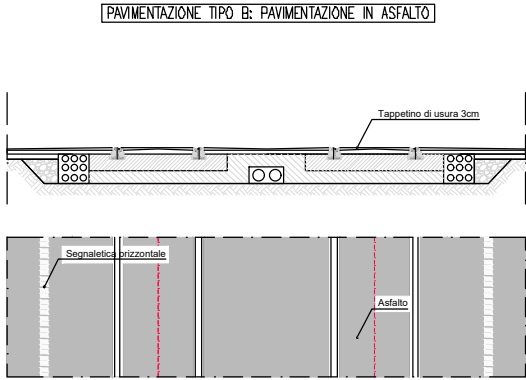 PAVIMENTAZIONE TIPO B: PAVIMENTAZIONE IN ASFALTO
Tappetino di usura 3cm
Segnaletica orizzontale
Asfalto